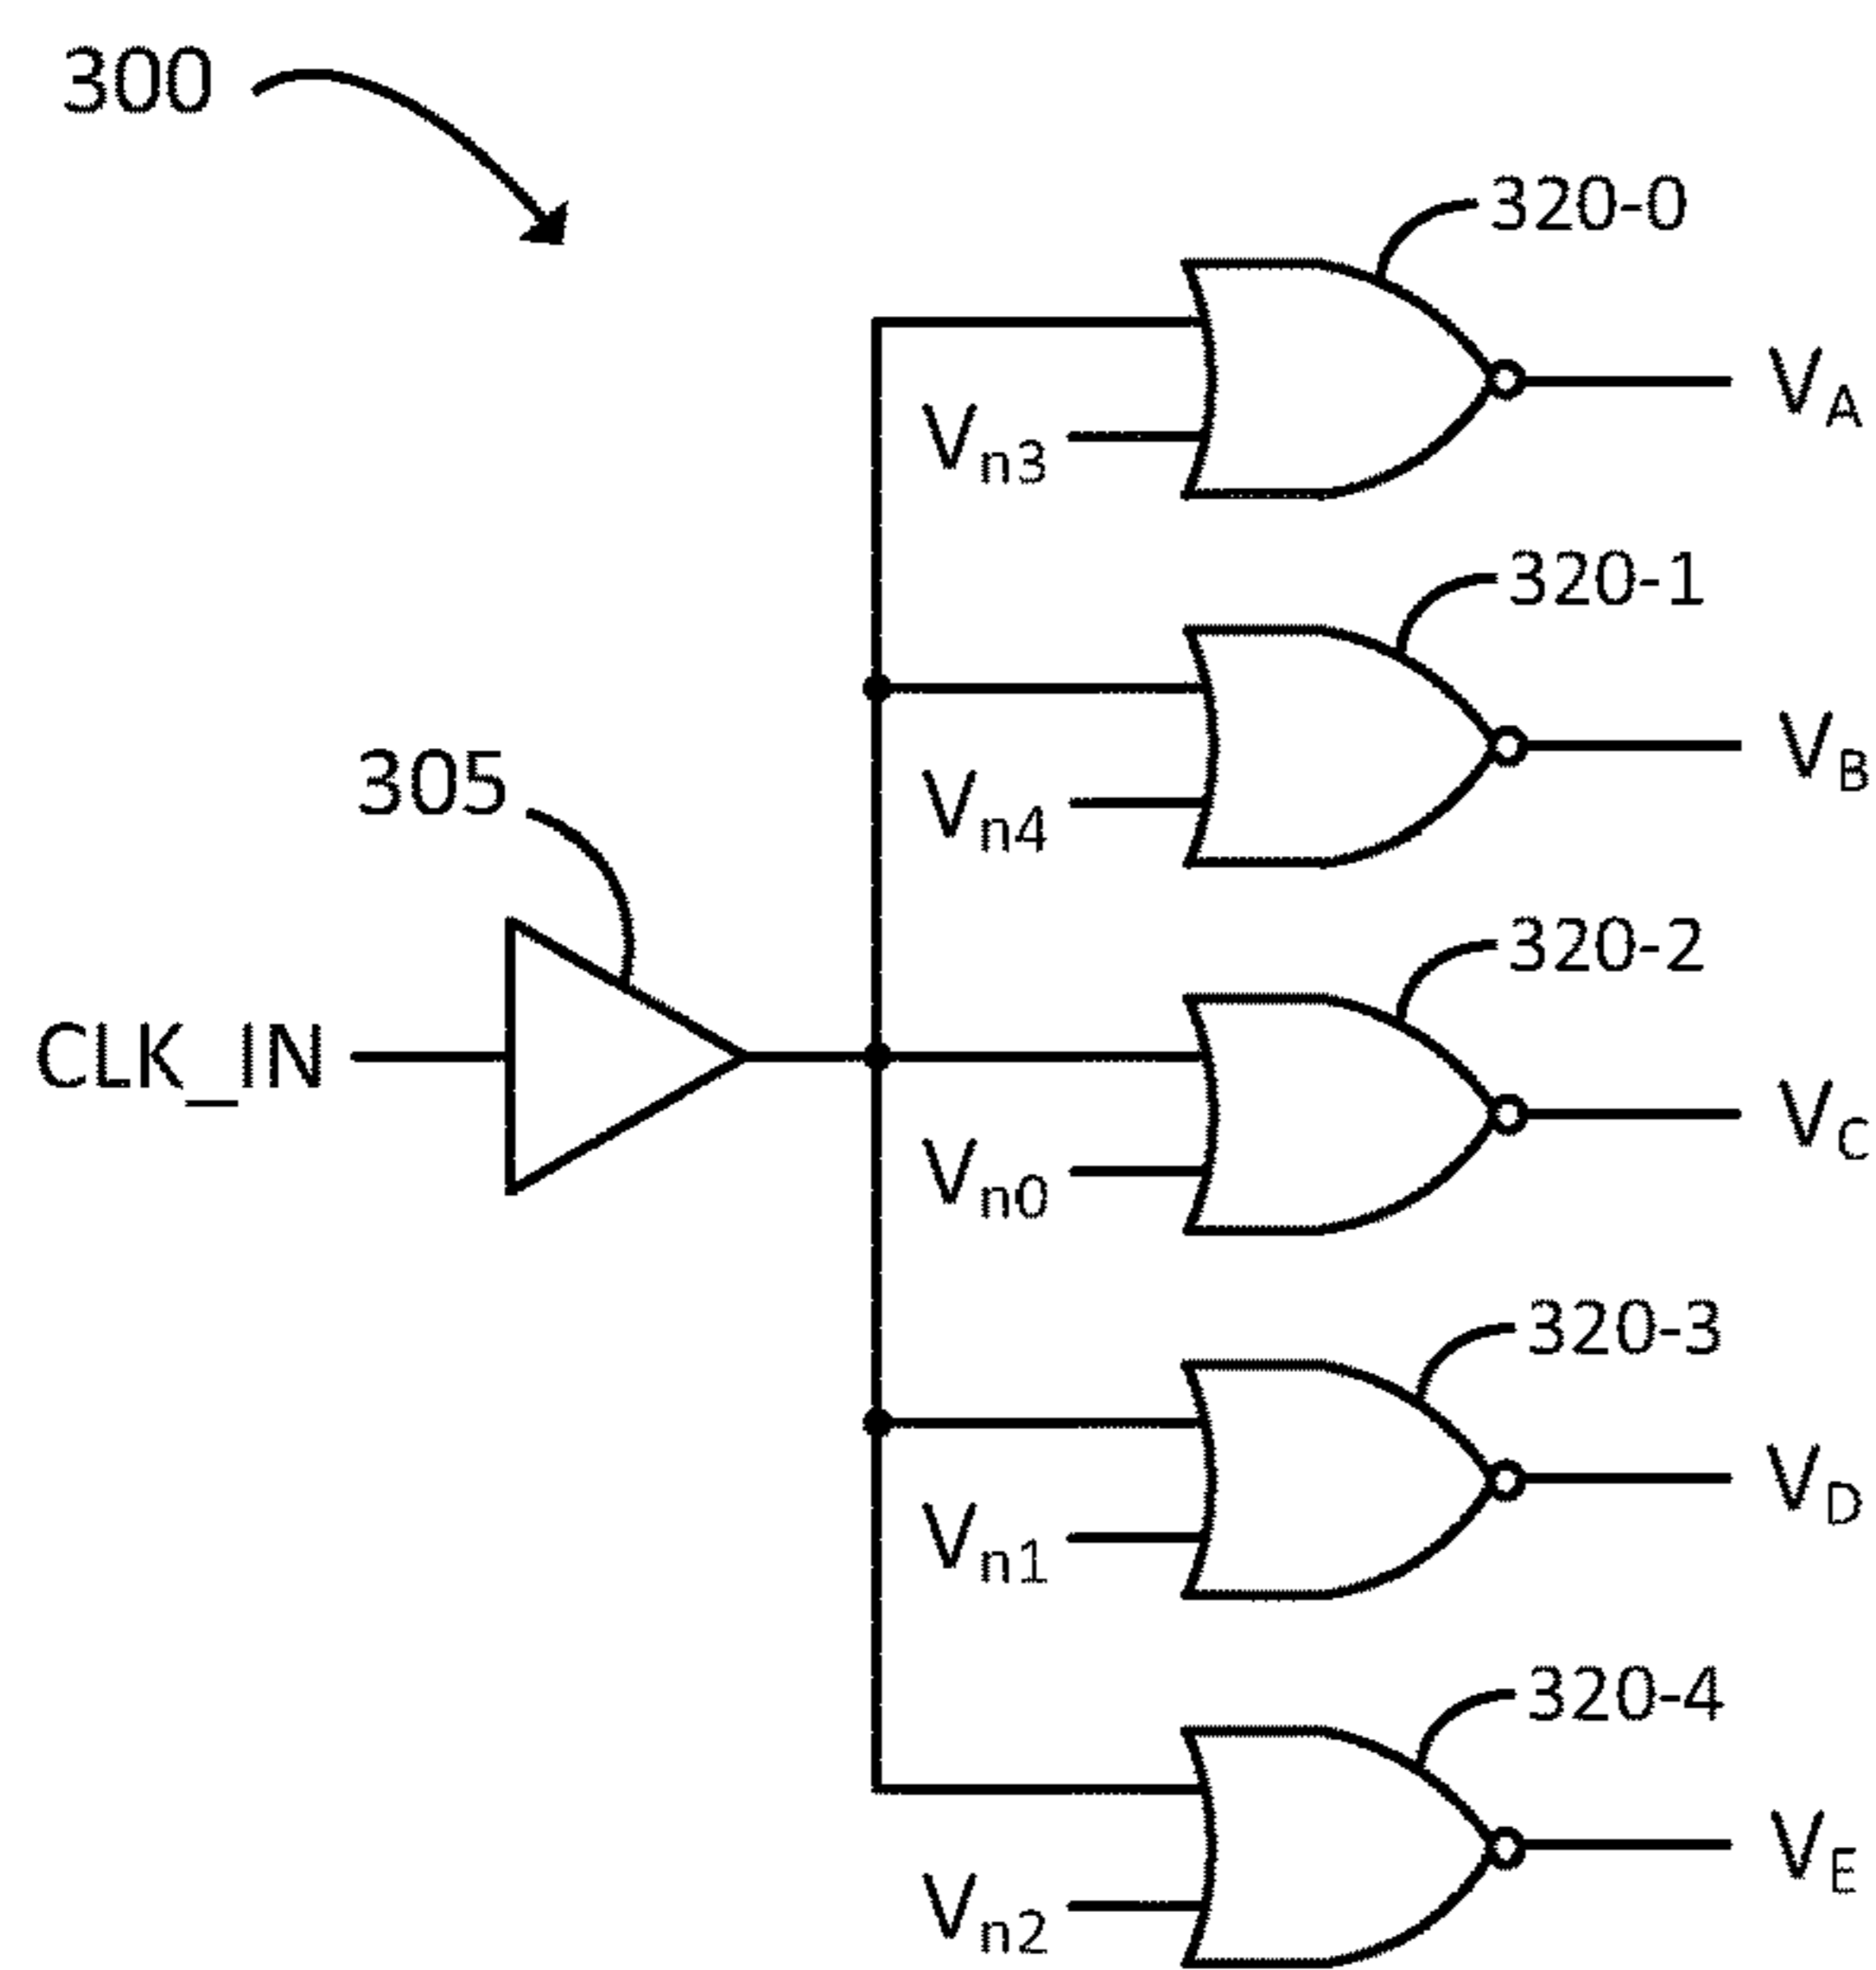 300
320-0
V_A
V_n3
320-1
V_B
305
V_n4
320-2
CLK_IN
V_C
V_n0
320-3
V_D
V_n1
320-4
V_E
V_n2